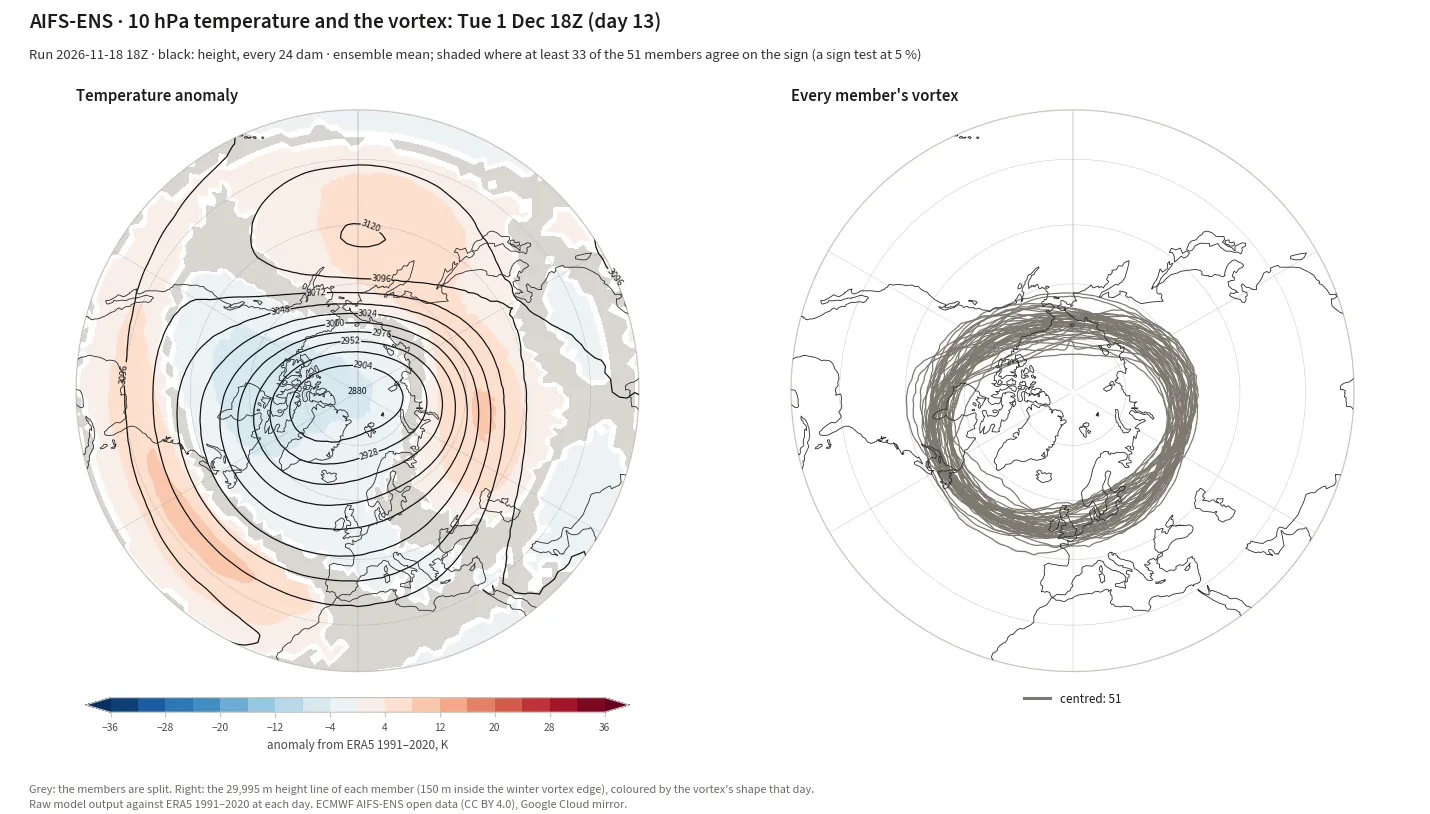 AIFS-ENS · 10 hPa temperature and the vortex: Tue 1 Dec 18Z (day 13)
Run 2026-11-18 18Z · black: height, every 24 dam · ensemble mean; shaded where at least 33 of the 51 members agree on the sign (a sign test at 5 %)
Temperature anomaly
Every member's vortex
3120
3096
3096
3072
3048
3024
3000
2976
2952
3096
2904
2880
2928
centred: 51
−36 −28 −20 −12 −4 4 12 20 28 36
anomaly from ERA5 1991–2020, K
Grey: the members are split. Right: the 29,995 m height line of each member (150 m inside the winter vortex edge), coloured by the vortex's shape that day.
Raw model output against ERA5 1991–2020 at each day. ECMWF AIFS-ENS open data (CC BY 4.0), Google Cloud mirror.